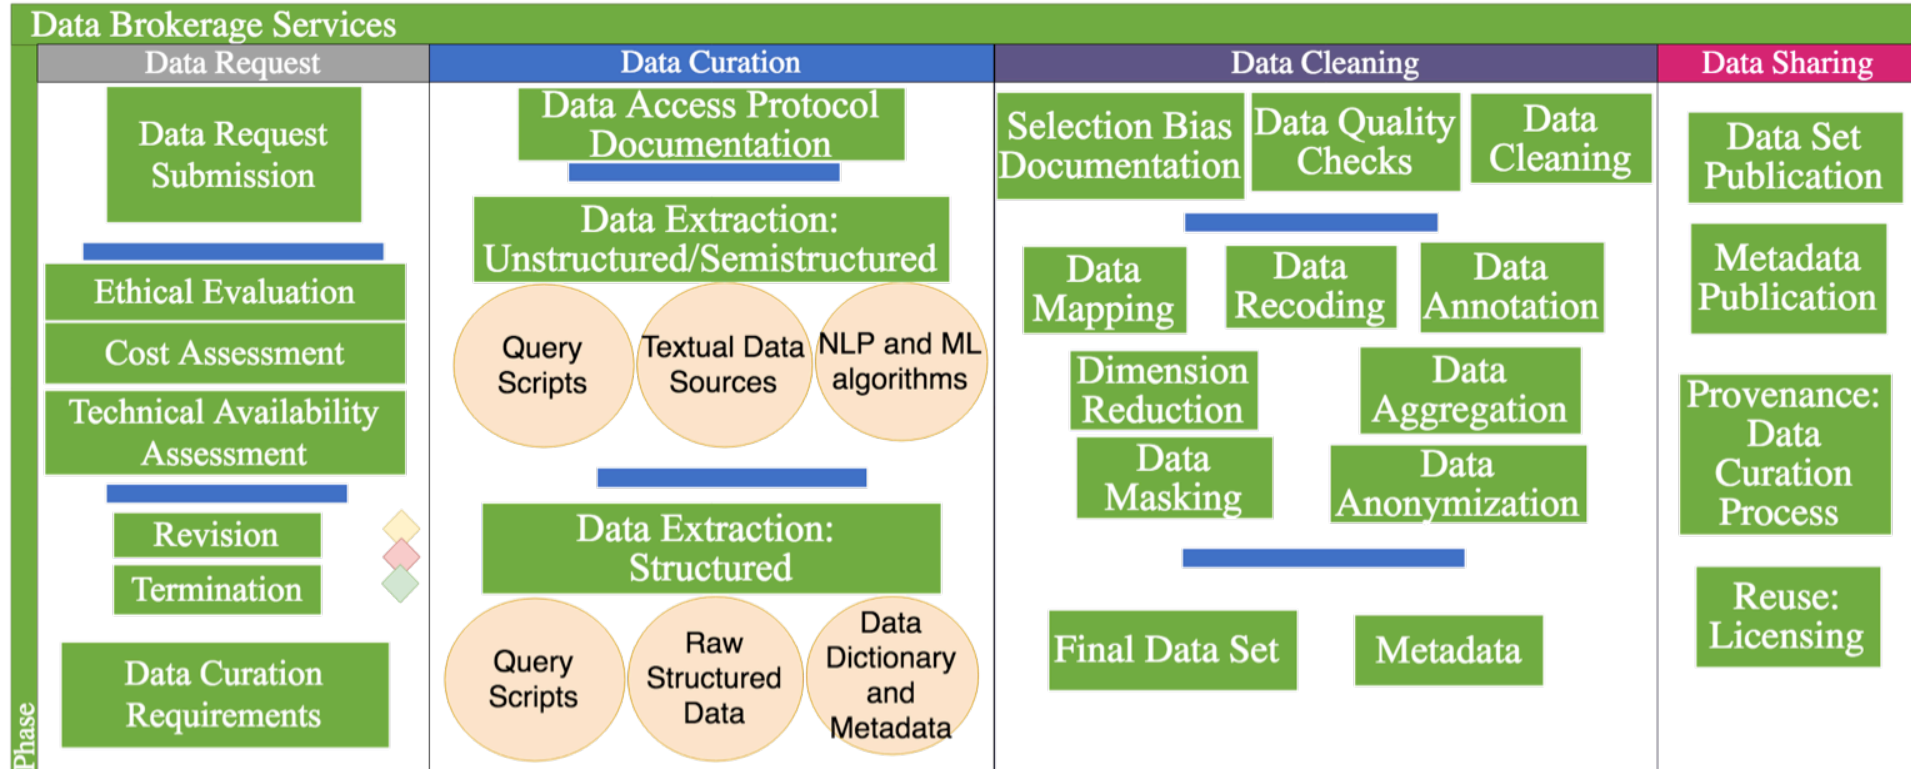 Data Brokerage Services
Data Request
Data Curation
Data Cleaning
Data Sharing
Phase
Data Request
Submission
Ethical Evaluation
Cost Assessment
Technical Availability
Assessment
Revision
Termination
Data Curation
Requirements
Data Access Protocol
Documentation
Data Extraction:
Unstructured/Semistructured
Query
Scripts
Textual Data
Sources
NLP and ML
algorithms
Data Extraction:
Structured
Query
Scripts
Raw
Structured
Data
Data
Dictionary
and
Metadata
Selection Bias
Documentation
Data Quality
Checks
Data
Cleaning
Data
Mapping
Data
Recoding
Data
Annotation
Dimension
Reduction
Data
Aggregation
Data
Masking
Data
Anonymization
Final Data Set
Metadata
Data Set
Publication
Metadata
Publication
Provenance:
Data
Curation
Process
Reuse:
Licensing